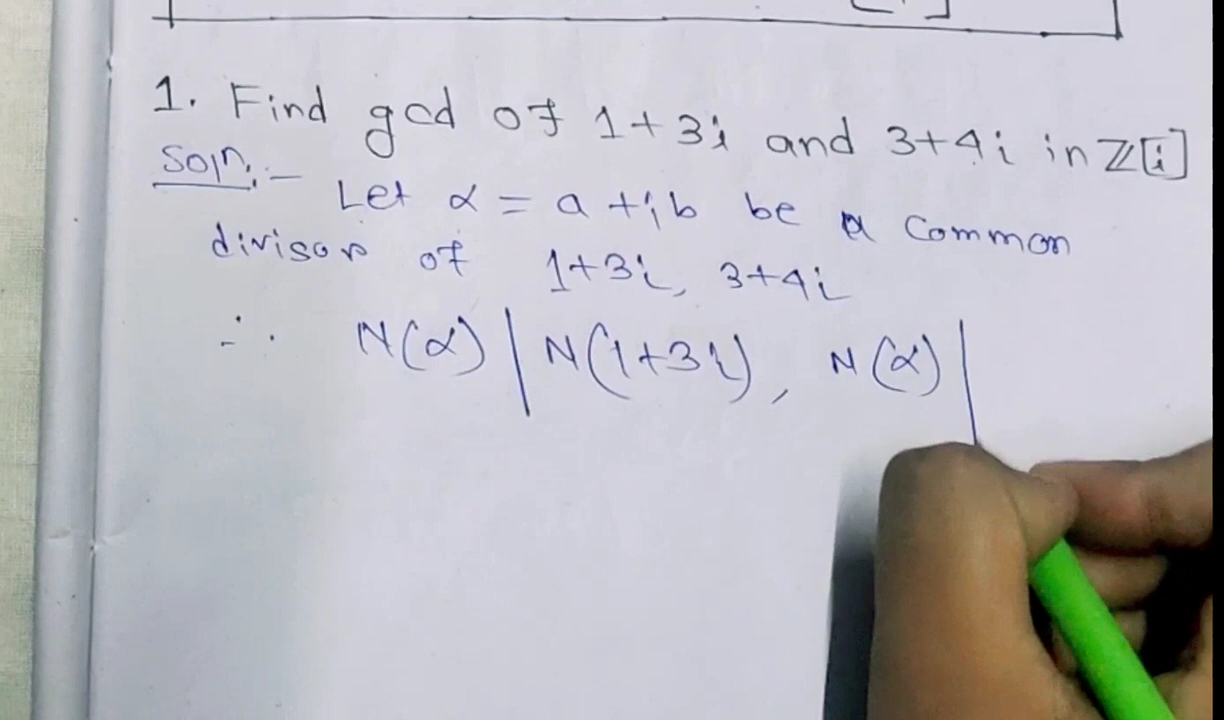 1. Find gcd of 1+3i and 3+4i in ℤ[i]
Soln:- Let α = a + ib be a common
divisor of 1+3i, 3+4i
∴ N(α) | N(1+3i), N(α) |